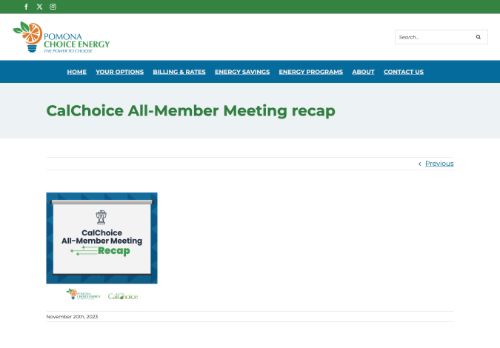 POMONA
CHOICE ENERGY
THE POWER TO CHOOSE
Search...
HOME YOUR OPTIONS BILLING & RATES ENERGY SAVINGS ENERGY PROGRAMS ABOUT CONTACT US
CalChoice All-Member Meeting recap
Previous
CalChoice
All-Member Meeting
Recap
POMONA
CHOICE ENERGY
CalChoice
November 20th, 2023